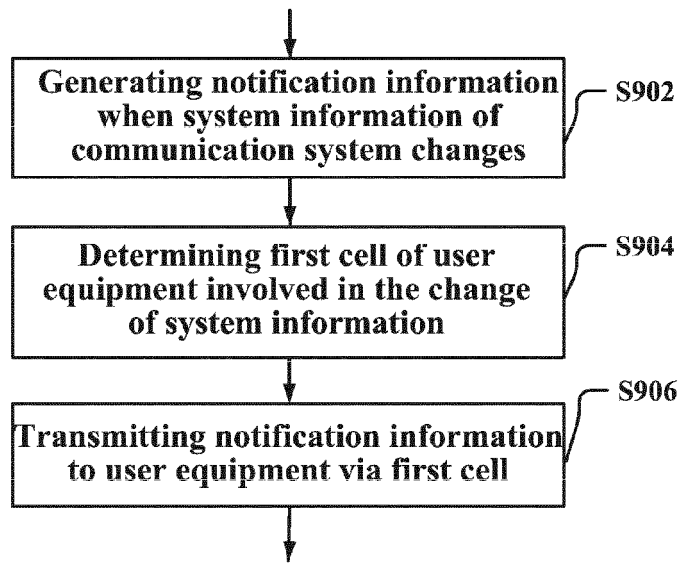 Generating notification information
when system information of
communication system changes
S902
Determining first cell of user
equipment involved in the change
of system information
S904
Transmitting notification information
to user equipment via first cell
S906